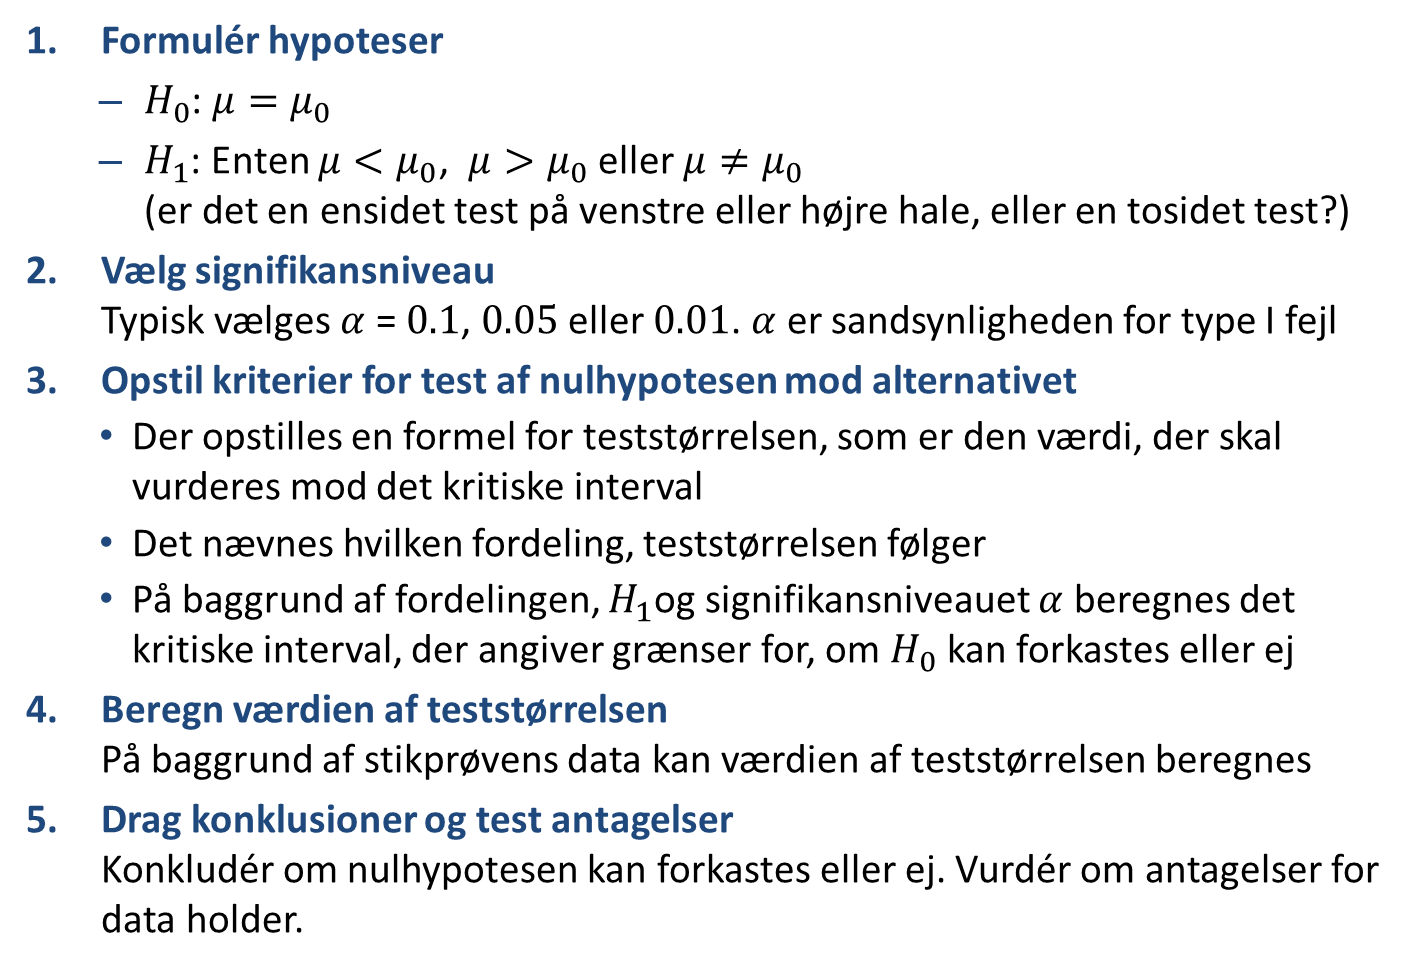 1. Formulér hypoteser
– H₀: μ = μ₀
– H₁: Enten μ < μ₀, μ > μ₀ eller μ ≠ μ₀
(er det en ensidet test på venstre eller højre hale, eller en tosidet test?)
2. Vælg signifikansniveau
Typisk vælges α = 0.1, 0.05 eller 0.01. α er sandsynligheden for type I fejl
3. Opstil kriterier for test af nulhypotesen mod alternativet
• Der opstilles en formel for teststørrelsen, som er den værdi, der skal
vurderes mod det kritiske interval
• Det nævnes hvilken fordeling, teststørrelsen følger
• På baggrund af fordelingen, H₁og signifikansniveauet α beregnes det
kritiske interval, der angiver grænser for, om H₀ kan forkastes eller ej
4. Beregn værdien af teststørrelsen
På baggrund af stikprøvens data kan værdien af teststørrelsen beregnes
5. Drag konklusioner og test antagelser
Konkludér om nulhypotesen kan forkastes eller ej. Vurdér om antagelser for
data holder.